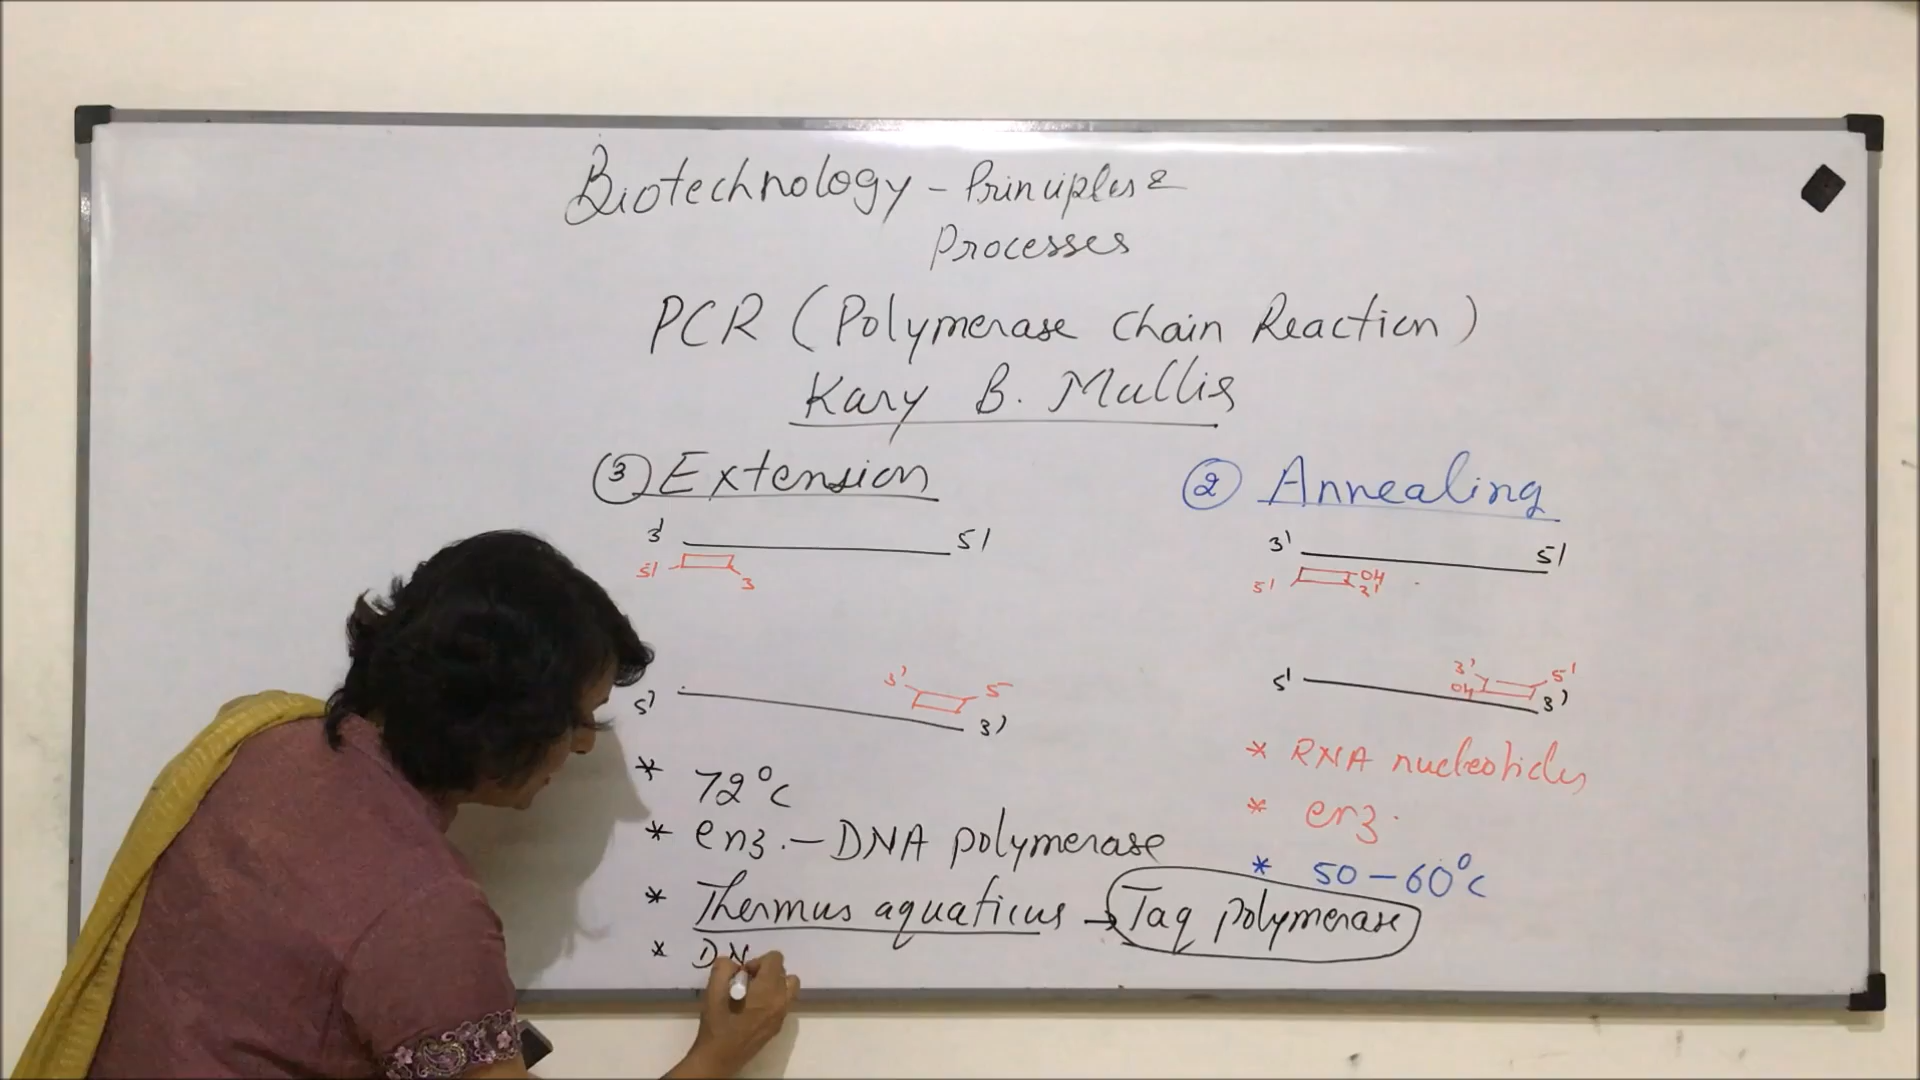 Biotechnology - Principles &
Processes
PCR (Polymerase Chain Reaction)
Kary B. Mullis
③ Extension
3' 5'
5' 3
3' 5
5' 3'
* 72°C
* enz. - DNA polymerase
* Thermus aquaticus → Taq polymerase
* DN
② Annealing
3' 5'
5' OH
3'
3' 5'
5' OH 3'
* RNA nucleotides
* enz.
* 50 - 60°C